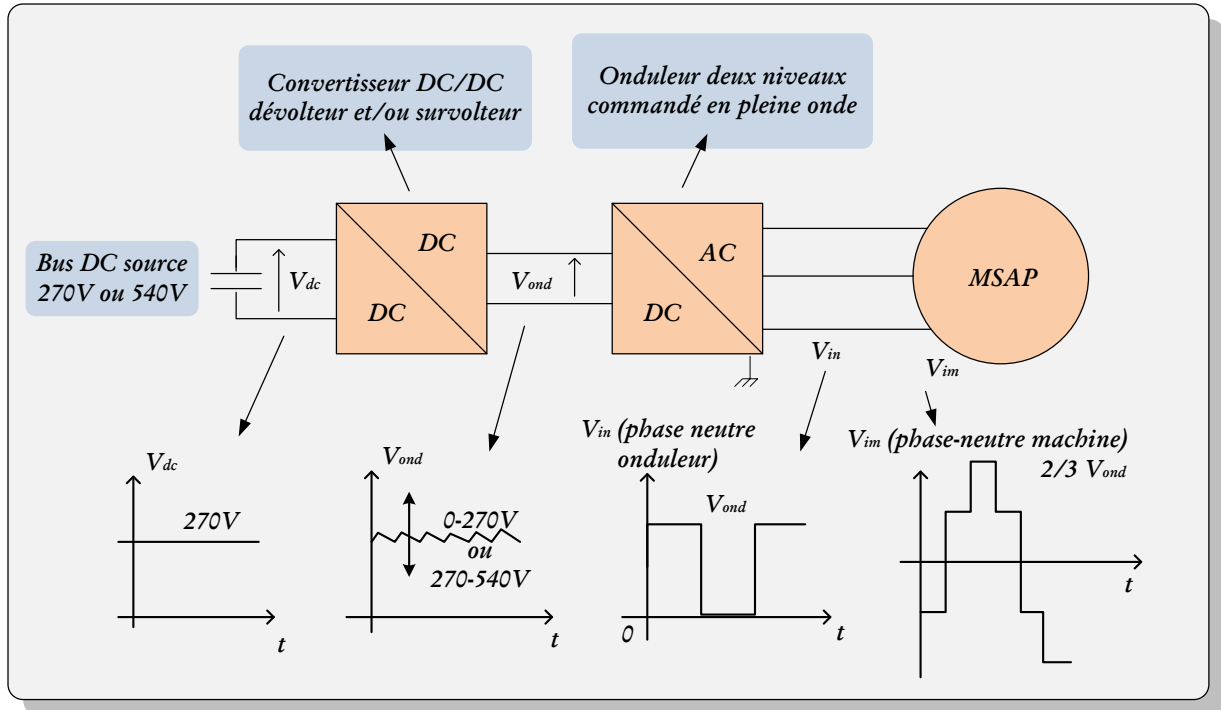 Convertisseur DC/DC
dévolteur et/ou survolteur
Onduleur deux niveaux
commandé en pleine onde
Bus DC source
270V ou 540V
Vdc
DC
DC
Vond
AC
DC
MSAP
Vin
Vim
Vdc
270V
t
Vond
0-270V
ou
270-540V
t
Vin (phase neutre
onduleur)
Vond
0
t
Vim (phase-neutre machine)
2/3 Vond
t